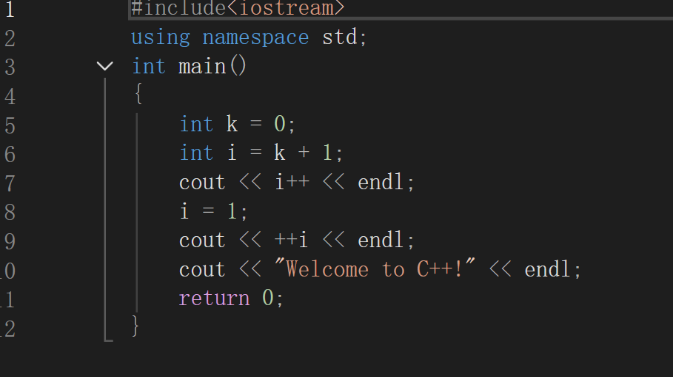 1 #include<iostream>
2 using namespace std;
3 int main()
4 {
5 int k = 0;
6 int i = k + 1;
7 cout << i++ << endl;
8 i = 1;
9 cout << ++i << endl;
0 cout << "Welcome to C++!" << endl;
1 return 0;
2 }